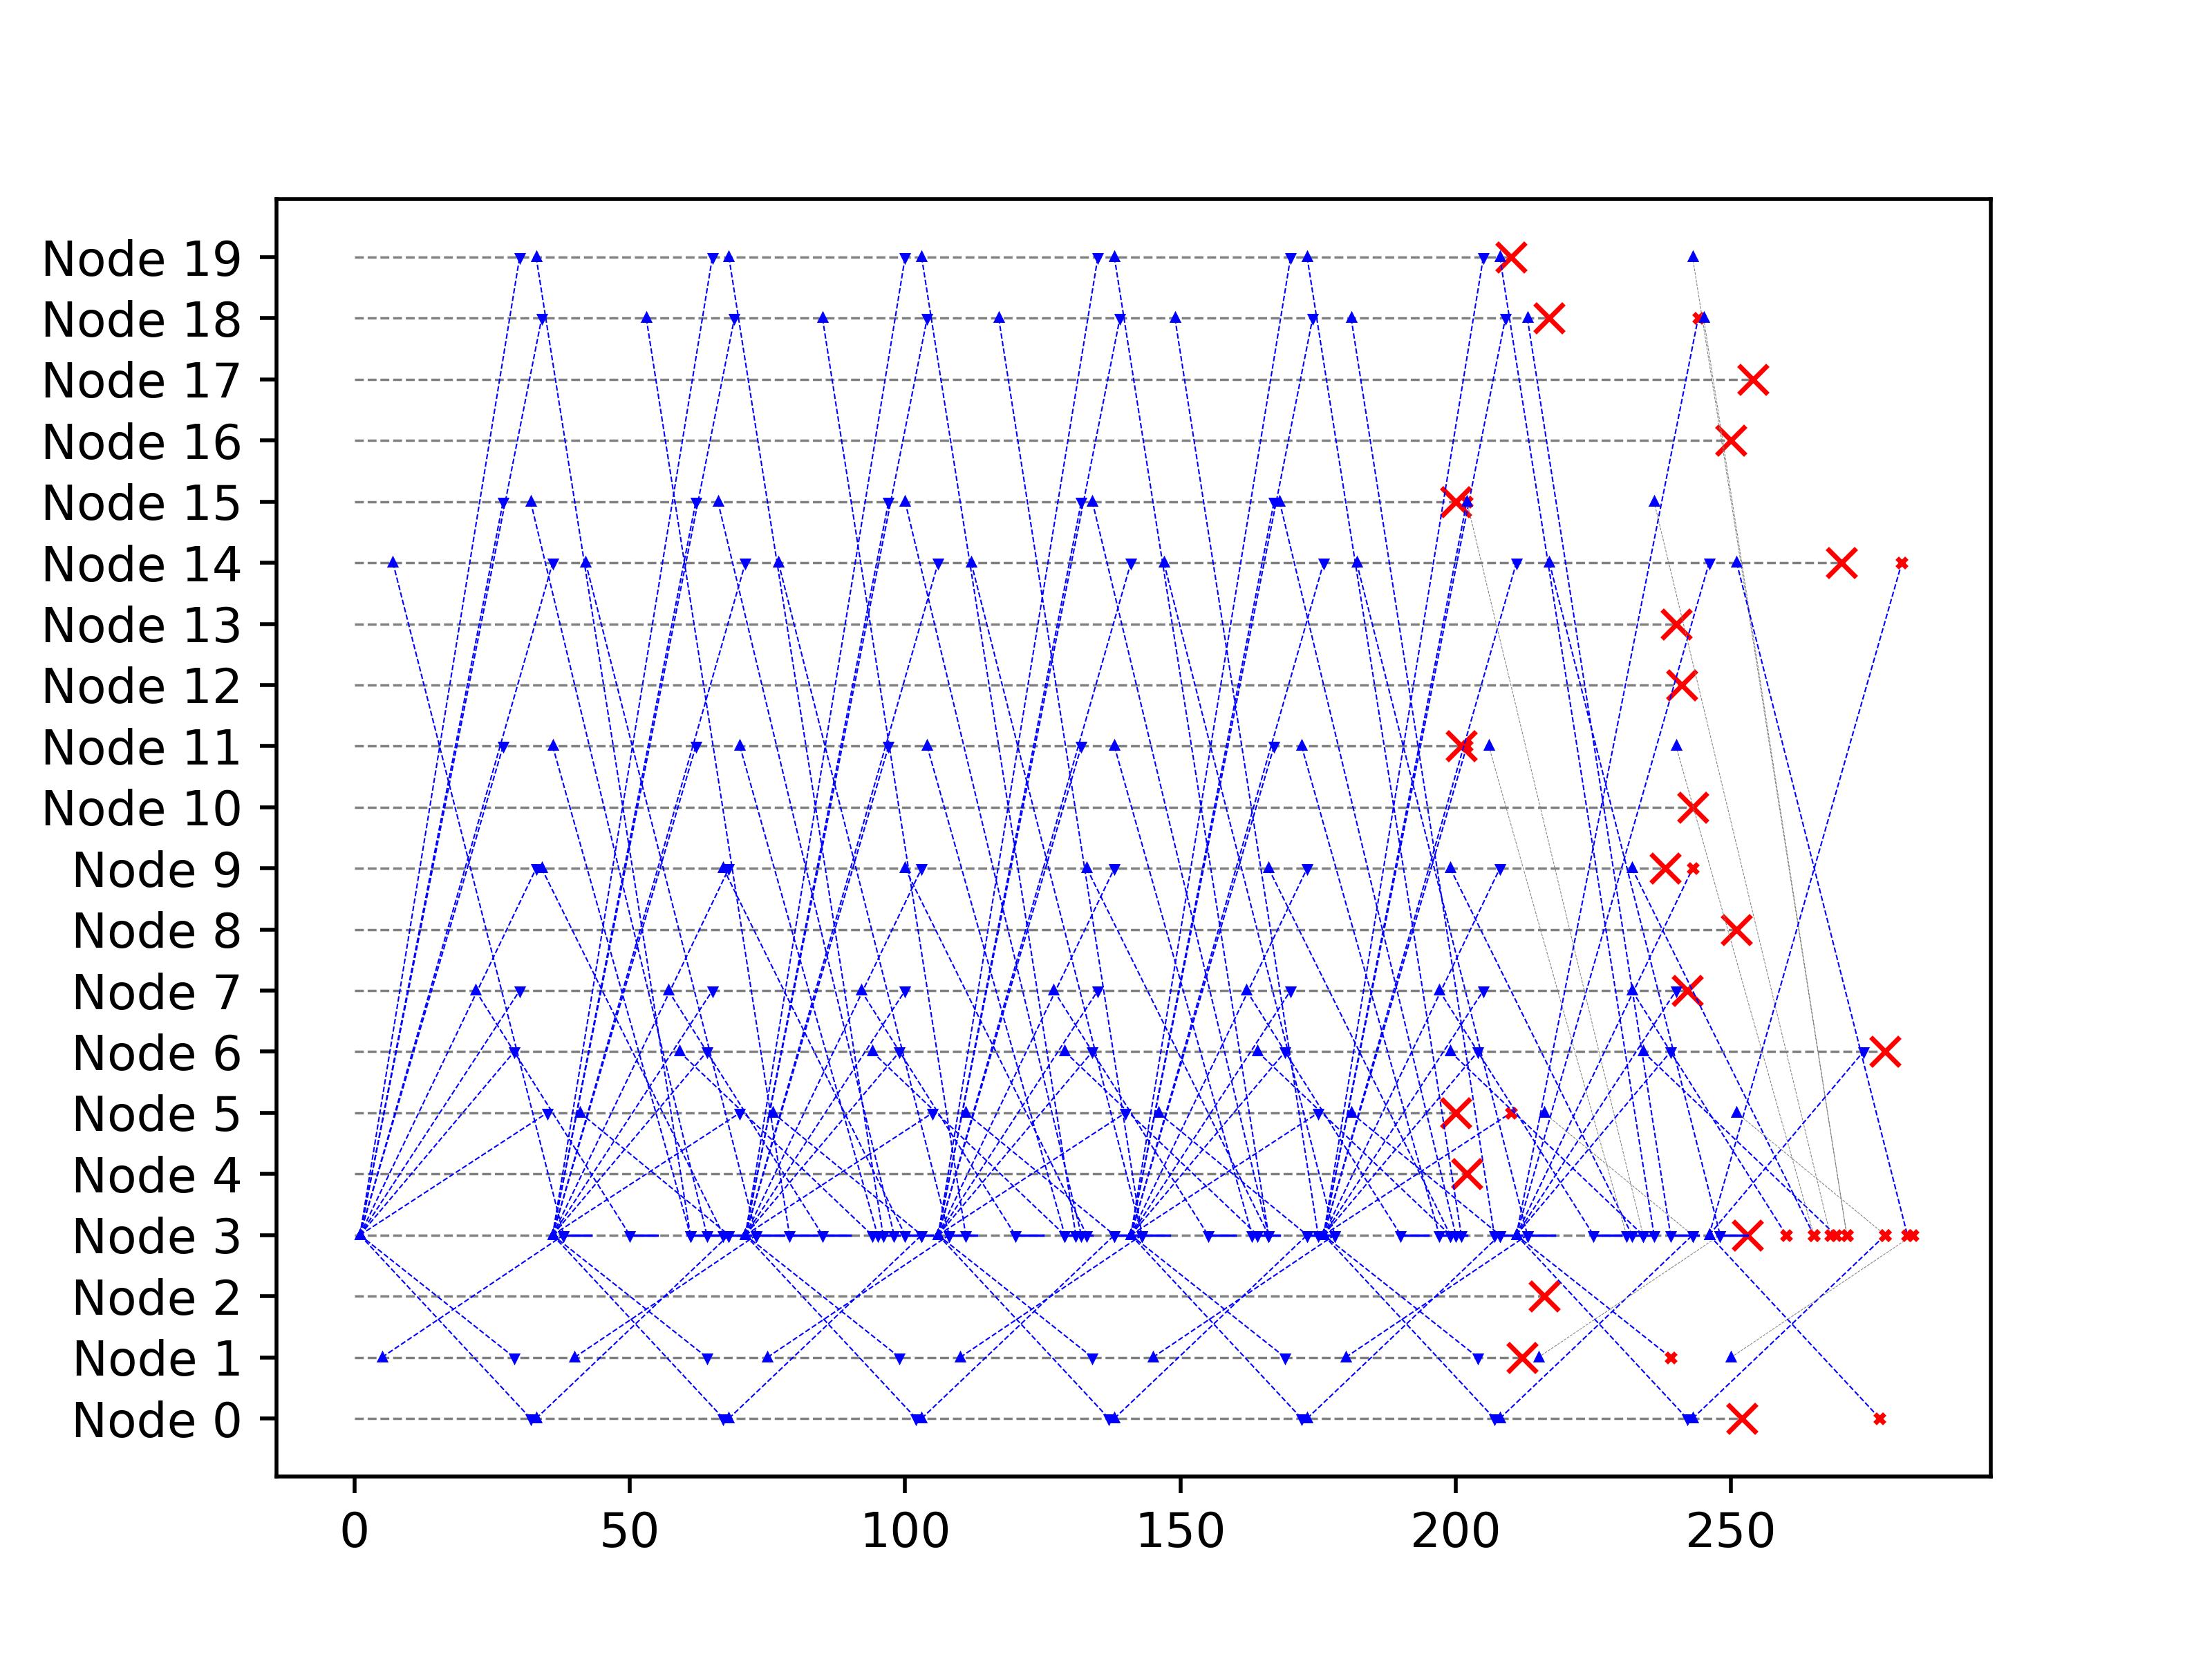 Node 19
Node 18
Node 17
Node 16
Node 15
Node 14
Node 13
Node 12
Node 11
Node 10
Node 9
Node 8
Node 7
Node 6
Node 5
Node 4
Node 3
Node 2
Node 1
Node 0
0 50 100 150 200 250